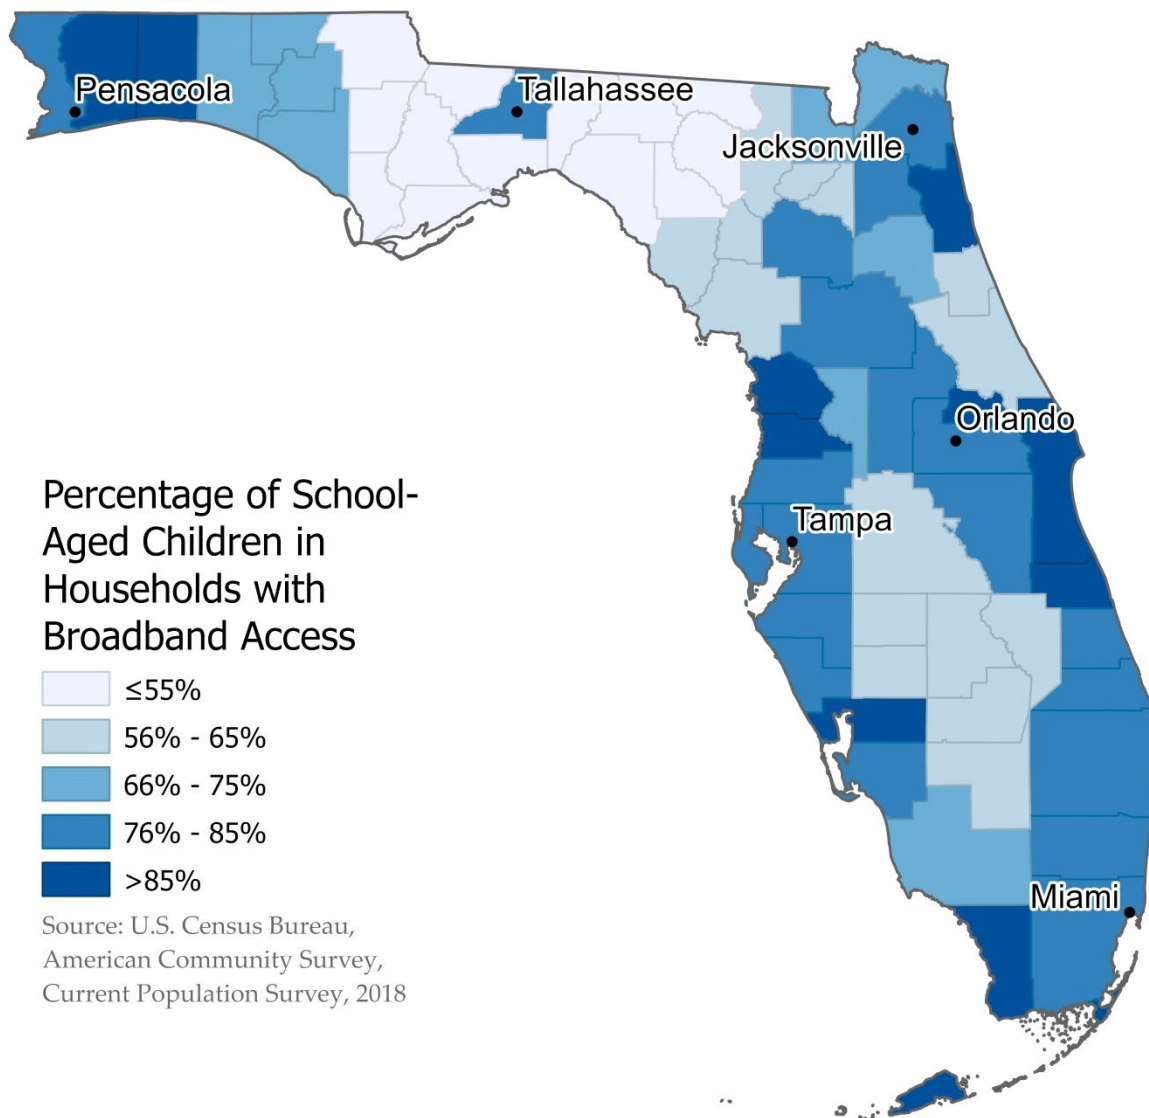 Pensacola
Tallahassee
Jacksonville
Orlando
Tampa
Miami
Percentage of School-
Aged Children in
Households with
Broadband Access
≤55%
56% - 65%
66% - 75%
76% - 85%
>85%
Source: U.S. Census Bureau,
American Community Survey,
Current Population Survey, 2018